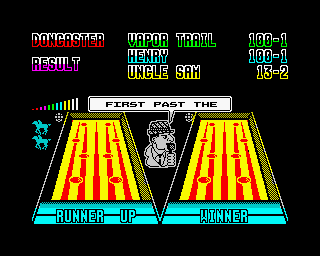 DONCASTER VAPOR TRAIL 100-1
HENRY 100-1
RESULT UNCLE SAM 13-2
FIRST PAST THE
RUNNER UP WINNER